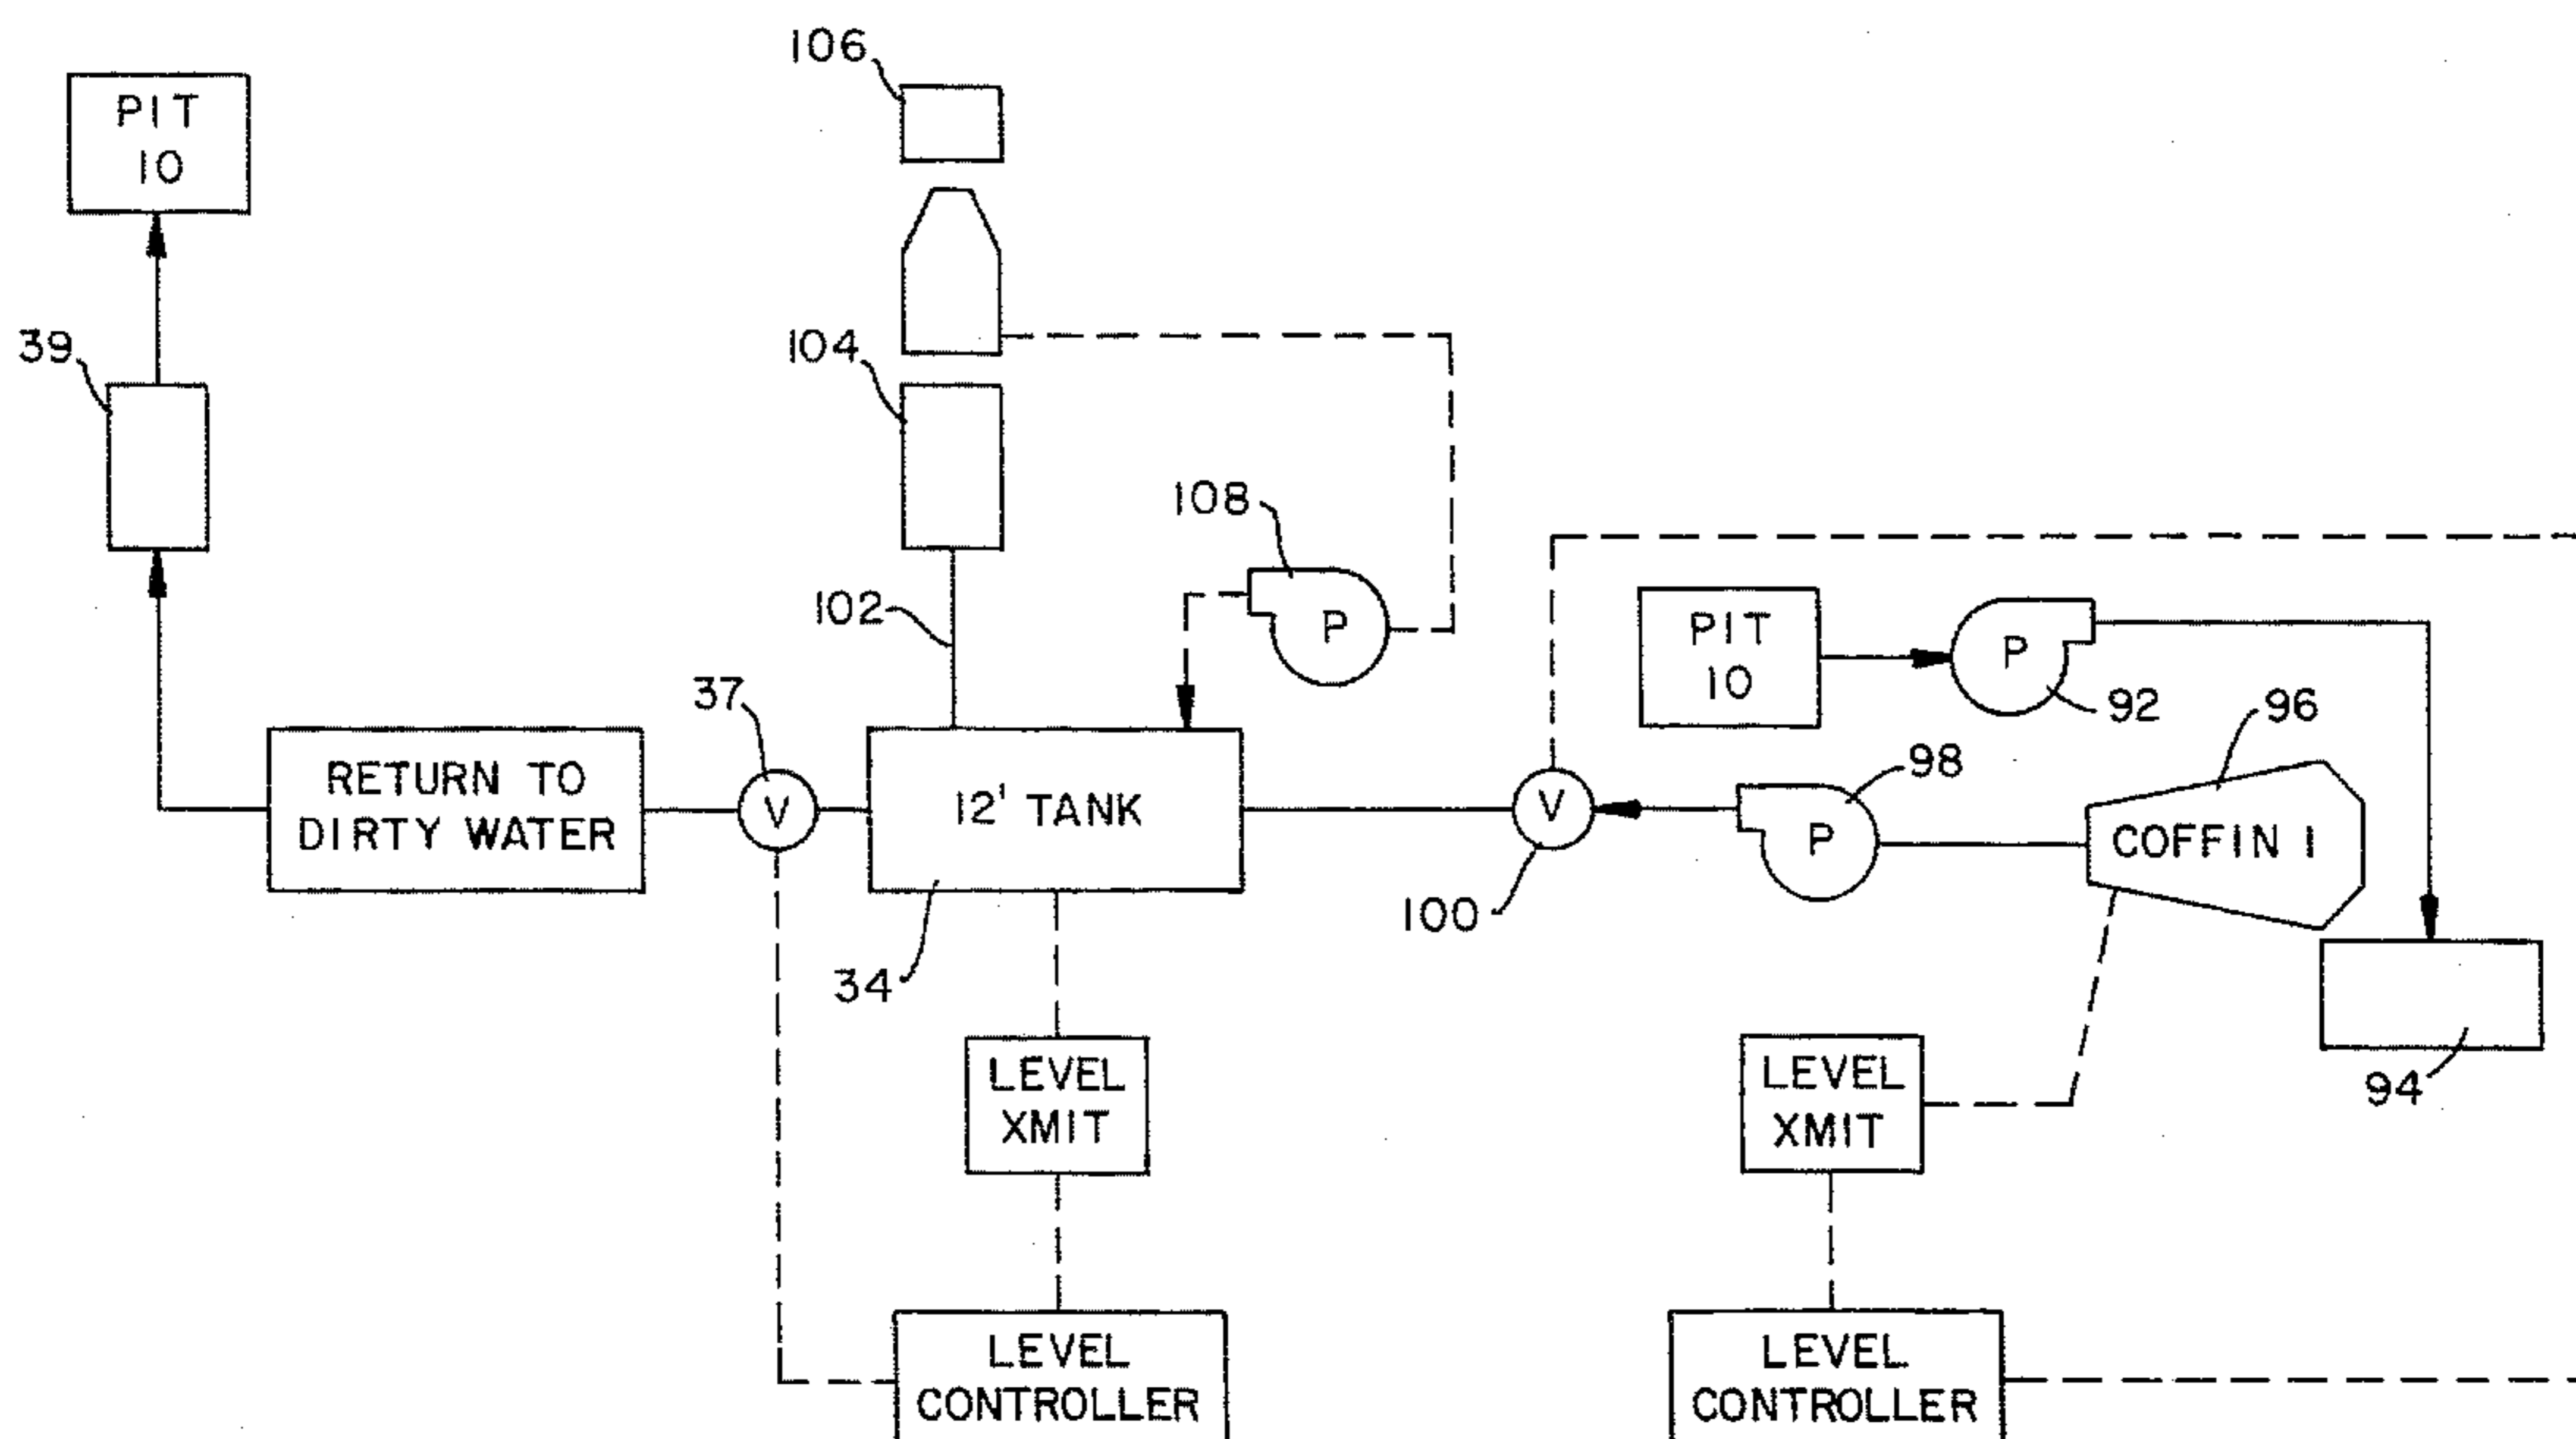 106
PIT
10
39
104
108
102
PIT
10
P
P
92
37
96
98
RETURN TO
DIRTY WATER
V
12' TANK
V
P
COFFIN 1
100
34
LEVEL
XMIT
LEVEL
XMIT
94
LEVEL
CONTROLLER
LEVEL
CONTROLLER